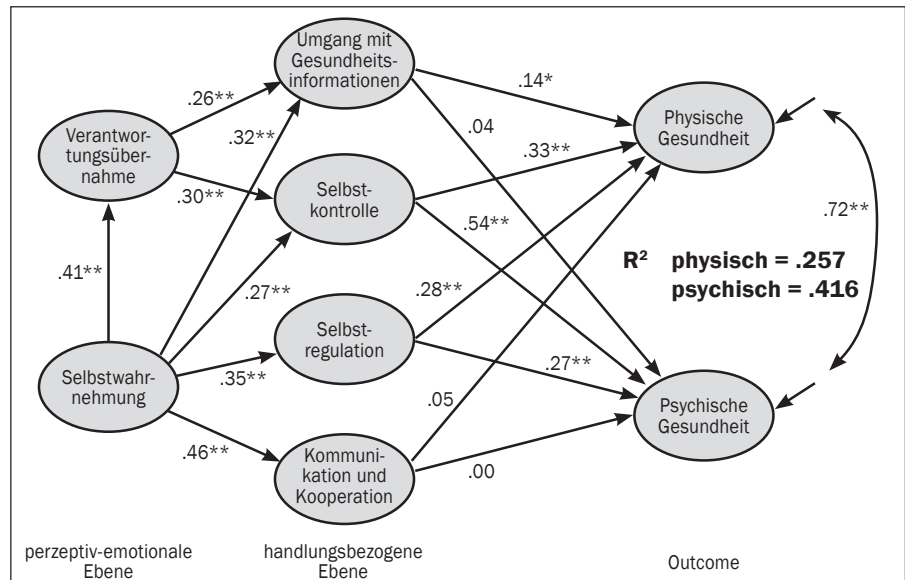 Umgang mit
Gesundheits-
informationen
Verantwor-
tungsüber-
nahme
Selbst-
kontrolle
Selbst-
regulation
Selbstwahr-
nehmung
Kommuni-
kation und
Kooperation
Physische
Gesundheit
Psychische
Gesundheit
.26**
.32**
.30**
.41**
.27**
.35**
.46**
.14*
.04
.33**
.54**
.28**
.27**
.05
.00
.72**
R² physisch = .257
psychisch = .416
perzeptiv-emotionale
Ebene
handlungsbezogene
Ebene
Outcome